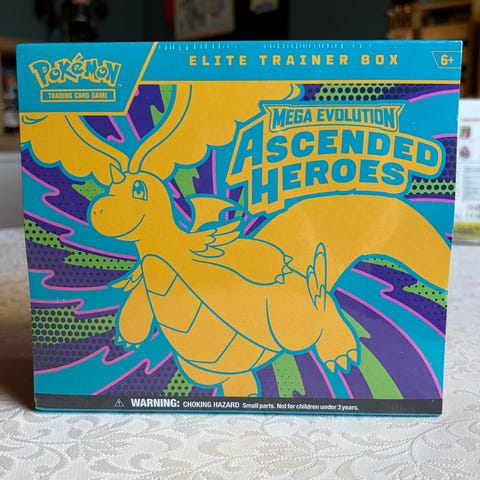 ELITE TRAINER BOX
6+
POKÉMON
TRADING CARD GAME
MEGA EVOLUTION
ASCENDED
HEROES
WARNING: CHOKING HAZARD Small parts. Not for children under 3 years.